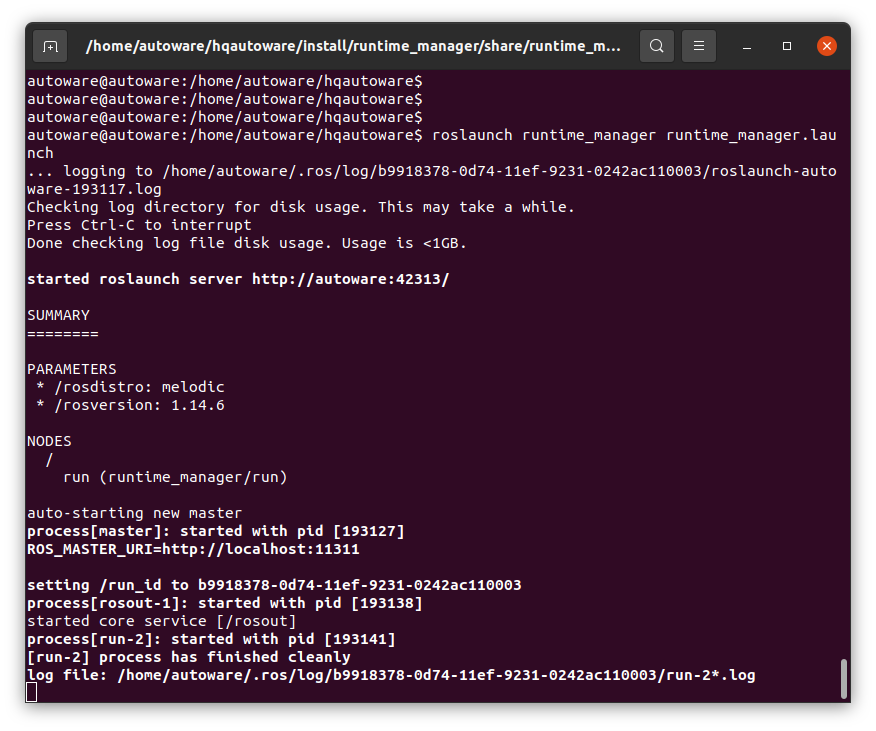 /home/autoware/hqautoware/install/runtime_manager/share/runtime_m...
autoware@autoware:/home/autoware/hqautoware$
autoware@autoware:/home/autoware/hqautoware$
autoware@autoware:/home/autoware/hqautoware$
autoware@autoware:/home/autoware/hqautoware$ roslaunch runtime_manager runtime_manager.lau
nch
... logging to /home/autoware/.ros/log/b9918378-0d74-11ef-9231-0242ac110003/roslaunch-auto
ware-193117.log
Checking log directory for disk usage. This may take a while.
Press Ctrl-C to interrupt
Done checking log file disk usage. Usage is <1GB.
started roslaunch server http://autoware:42313/
SUMMARY
========
PARAMETERS
* /rosdistro: melodic
* /rosversion: 1.14.6
NODES
/
run (runtime_manager/run)
auto-starting new master
process[master]: started with pid [193127]
ROS_MASTER_URI=http://localhost:11311
setting /run_id to b9918378-0d74-11ef-9231-0242ac110003
process[rosout-1]: started with pid [193138]
started core service [/rosout]
process[run-2]: started with pid [193141]
[run-2] process has finished cleanly
log file: /home/autoware/.ros/log/b9918378-0d74-11ef-9231-0242ac110003/run-2*.log